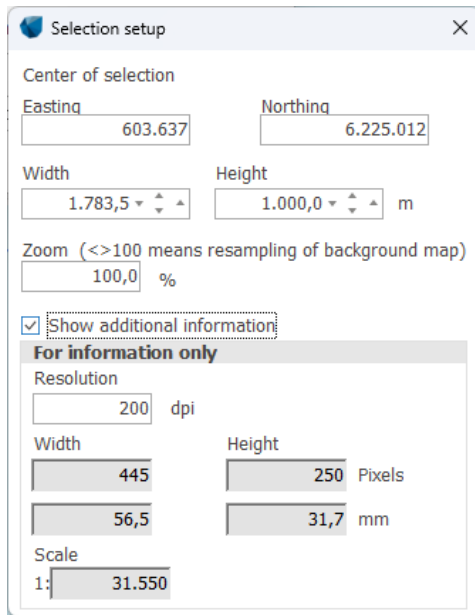 Selection setup
Center of selection
Easting Northing
603.637 6.225.012
Width Height
1.783,5 1.000,0 m
Zoom (<>100 means resampling of background map)
100,0 %
Show additional information
For information only
Resolution
200 dpi
Width Height
445 250 Pixels
56,5 31,7 mm
Scale
1: 31.550